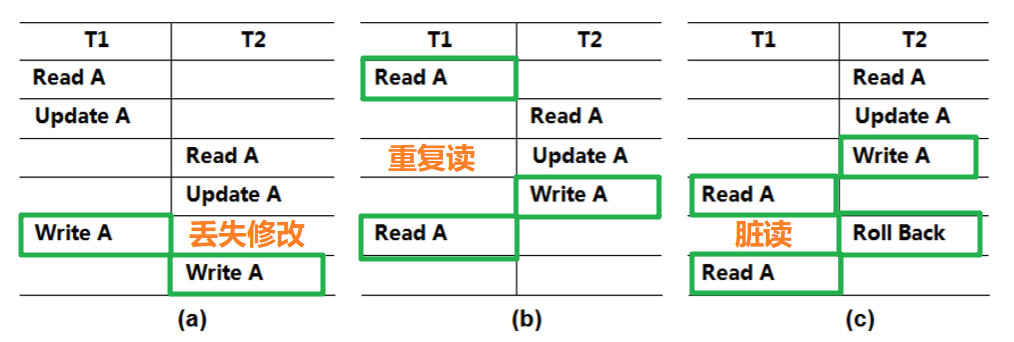 T1 T2 T1 T2 T1 T2
Read A Read A Read A
Update A Read A Update A
Read A 重复读 Update A Write A
Update A Write A Read A
Write A 丢失修改 Read A 脏读 Roll Back
Write A Read A
(a) (b) (c)